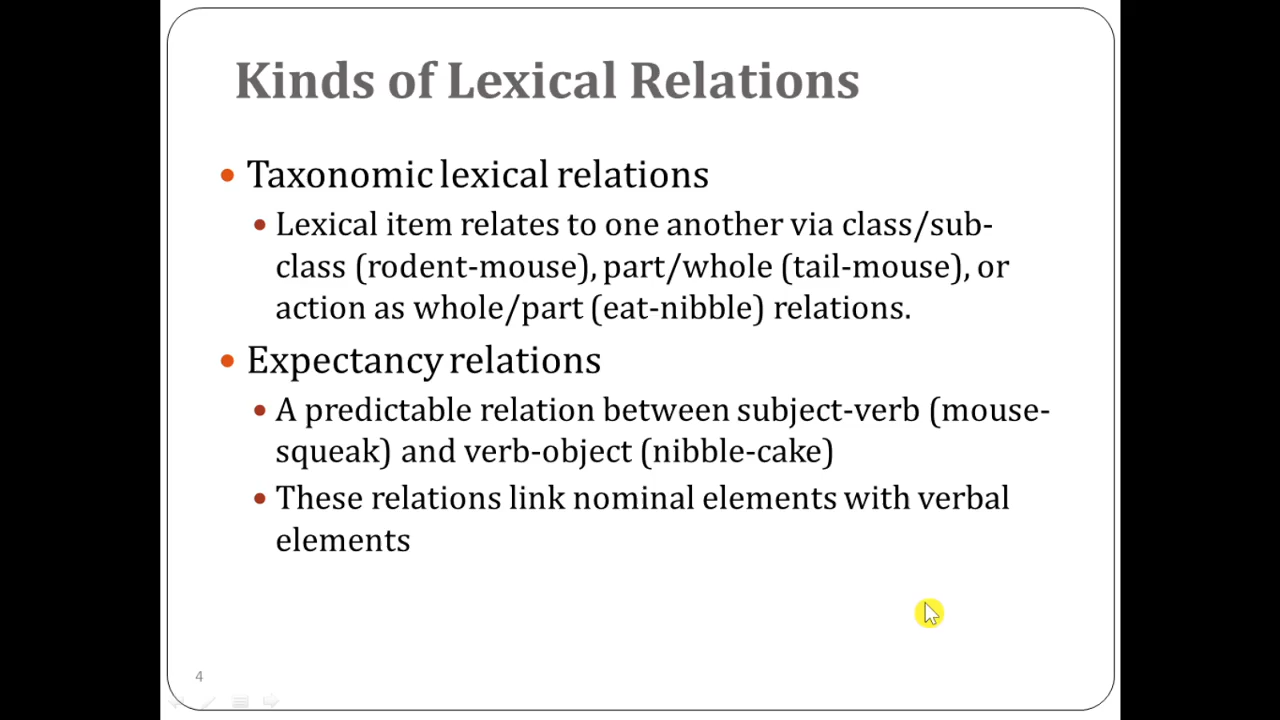 Kinds of Lexical Relations
• Taxonomic lexical relations
• Lexical item relates to one another via class/sub-
class (rodent-mouse), part/whole (tail-mouse), or
action as whole/part (eat-nibble) relations.
• Expectancy relations
• A predictable relation between subject-verb (mouse-
squeak) and verb-object (nibble-cake)
• These relations link nominal elements with verbal
elements
4